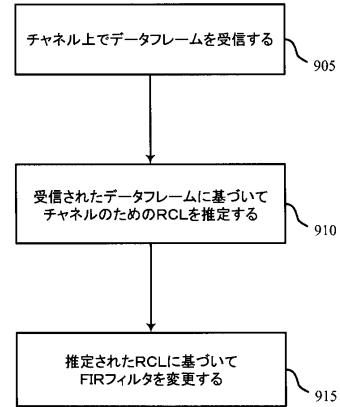 チャネル上でデータフレームを受信する
905
受信されたデータフレームに基づいて
チャネルのためのRCLを推定する
910
推定されたRCLに基づいて
FIRフィルタを変更する
915